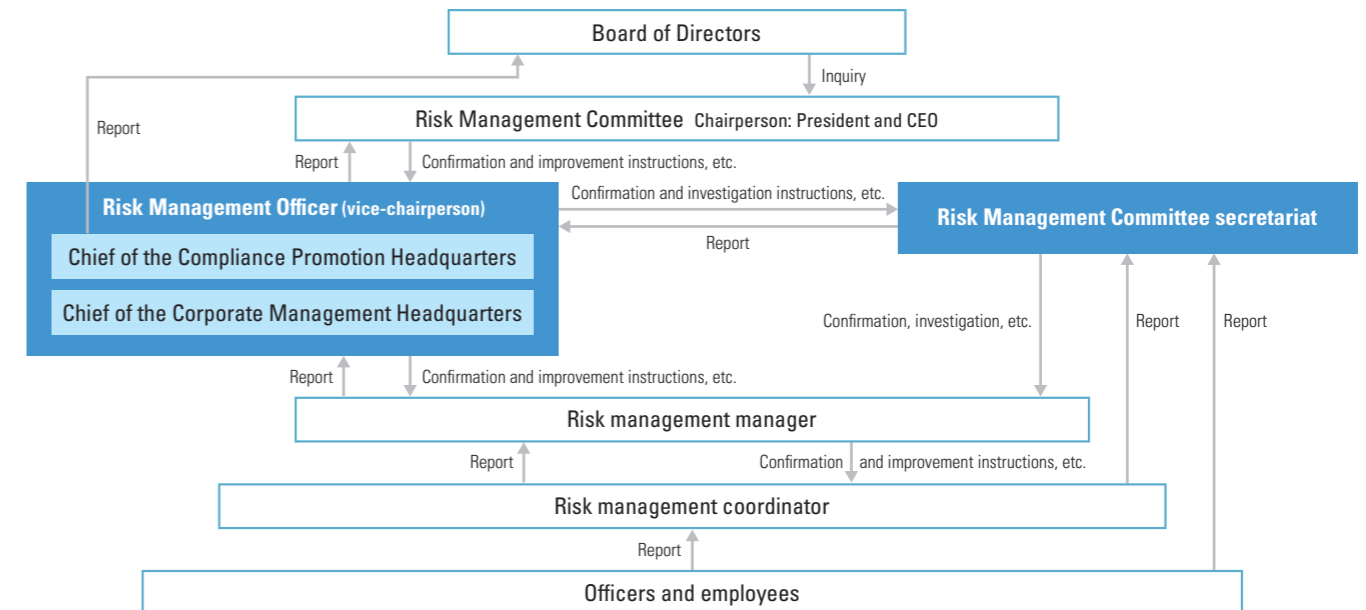 Board of Directors
Inquiry
Report
Risk Management Committee Chairperson: President and CEO
Report
Confirmation and improvement instructions, etc.
Risk Management Officer (vice-chairperson)
Chief of the Compliance Promotion Headquarters
Chief of the Corporate Management Headquarters
Confirmation and investigation instructions, etc.
Report
Risk Management Committee secretariat
Confirmation, investigation, etc.
Report
Report
Report
Confirmation and improvement instructions, etc.
Risk management manager
Report
Confirmation and improvement instructions, etc.
Risk management coordinator
Report
Officers and employees